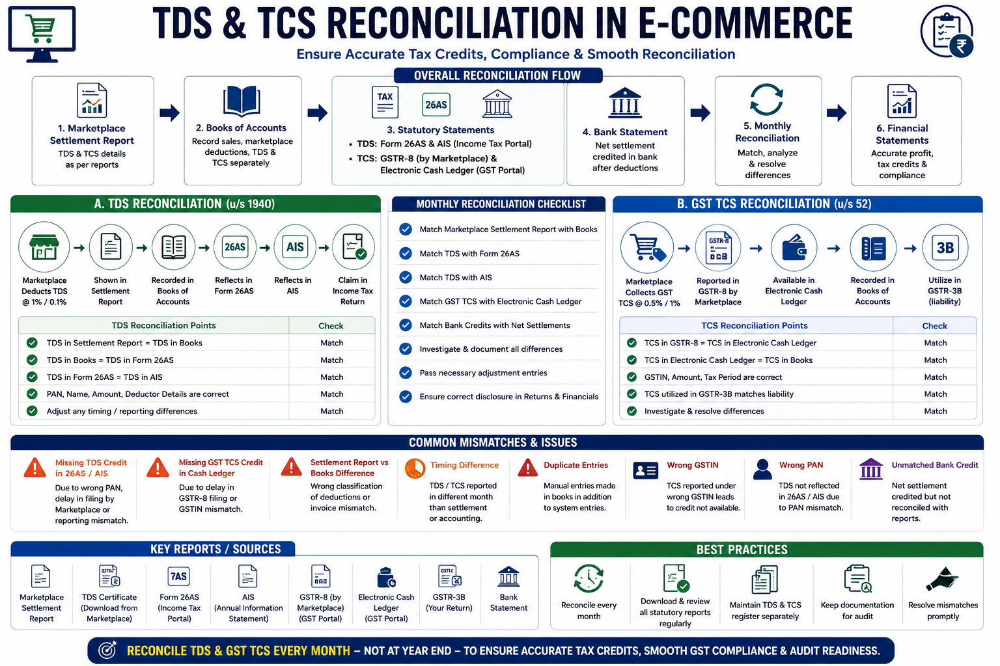 TDS & TCS RECONCILIATION IN E-COMMERCE
Ensure Accurate Tax Credits, Compliance & Smooth Reconciliation
₹
OVERALL RECONCILIATION FLOW
1. Marketplace
Settlement Report
TDS & TCS details
as per reports
2. Books of Accounts
Record sales, marketplace
deductions, TDS &
TCS separately
TAX
26AS
3. Statutory Statements
• TDS: Form 26AS & AIS (Income Tax Portal)
• TCS: GSTR-8 (by Marketplace) &
Electronic Cash Ledger (GST Portal)
4. Bank Statement
Net settlement
credited in bank
after deductions
5. Monthly
Reconciliation
Match, analyze
& resolve
differences
6. Financial
Statements
Accurate profit,
tax credits &
compliance
A. TDS RECONCILIATION (u/s 194O)
26AS
AIS
Marketplace
Deducts TDS
@ 1% / 0.1%
Shown in
Settlement
Report
Recorded in
Books of
Accounts
Reflects in
Form 26AS
Reflects in
AIS
Claim in
Income Tax
Return
TDS Reconciliation Points
Check
TDS in Settlement Report = TDS in Books
Match
TDS in Books = TDS in Form 26AS
Match
TDS in Form 26AS = TDS in AIS
Match
PAN, Name, Amount, Deductor Details are correct
Match
Adjust any timing / reporting differences
Match
MONTHLY RECONCILIATION CHECKLIST
Match Marketplace Settlement Report with Books
Match TDS with Form 26AS
Match TDS with AIS
Match GST TCS with Electronic Cash Ledger
Match Bank Credits with Net Settlements
Investigate & document all differences
Pass necessary adjustment entries
Ensure correct disclosure in Returns & Financials
B. GST TCS RECONCILIATION (u/s 52)
GSTR-8
3B
Marketplace
Collects GST
TCS @ 0.5% / 1%
Reported in
GSTR-8 by
Marketplace
Available in
Electronic Cash
Ledger
Recorded in
Books of
Accounts
Utilize in
GSTR-3B
(liability)
TCS Reconciliation Points
Check
TCS in GSTR-8 = TCS in Electronic Cash Ledger
Match
TCS in Electronic Cash Ledger = TCS in Books
Match
GSTIN, Amount, Tax Period are correct
Match
TCS utilized in GSTR-3B matches liability
Match
Investigate & resolve differences
Match
COMMON MISMATCHES & ISSUES
Missing TDS Credit
in 26AS / AIS
Due to wrong PAN,
delay in filing by
Marketplace or
reporting mismatch.
Missing GST TCS Credit
in Cash Ledger
Due to delay in
GSTR-8 filing or
GSTIN mismatch.
Settlement Report vs
Books Difference
Wrong classification
of deductions or
invoice mismatch.
Timing Difference
TDS / TCS reported
in different month
than settlement
or accounting.
Duplicate Entries
Manual entries made
in books in addition
to system entries.
Wrong GSTIN
TCS reported under
wrong GSTIN leads
to credit not available.
Wrong PAN
TDS not reflected
in 26AS / AIS due
to PAN mismatch.
Unmatched Bank Credit
Net settlement
credited but not
reconciled with
reports.
KEY REPORTS / SOURCES
Marketplace
Settlement
Report
TDS Certificate
(Download from
Marketplace)
7AS
Form 26AS
(Income Tax
Portal)
AIS
(Annual Information
Statement)
GSTR-8 (by
Marketplace)
(GST Portal)
Electronic Cash
Ledger
(GST Portal)
GSTR-3B
(Your Return)
Bank
Statement
BEST PRACTICES
Reconcile every
month
Download & review
all statutory reports
regularly
Maintain TDS & TCS
register separately
Keep documentation
for audit
Resolve mismatches
promptly
RECONCILE TDS & GST TCS EVERY MONTH – NOT AT YEAR END – TO ENSURE ACCURATE TAX CREDITS, SMOOTH GST COMPLIANCE & AUDIT READINESS.